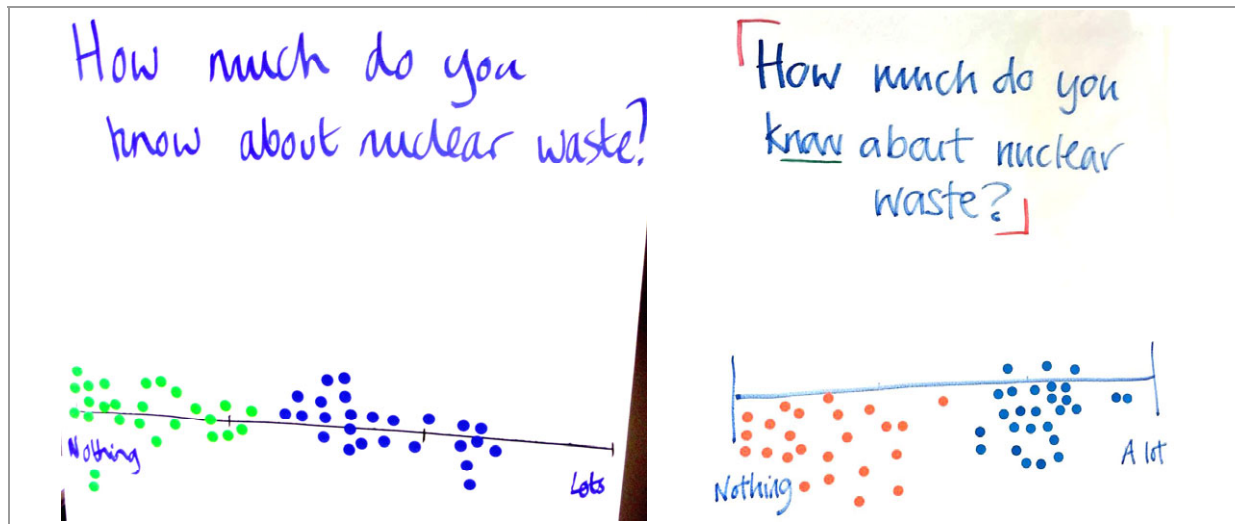 How much do you
know about nuclear waste?
Nothing
Lots
How much do you
know about nuclear
waste?
Nothing
A lot